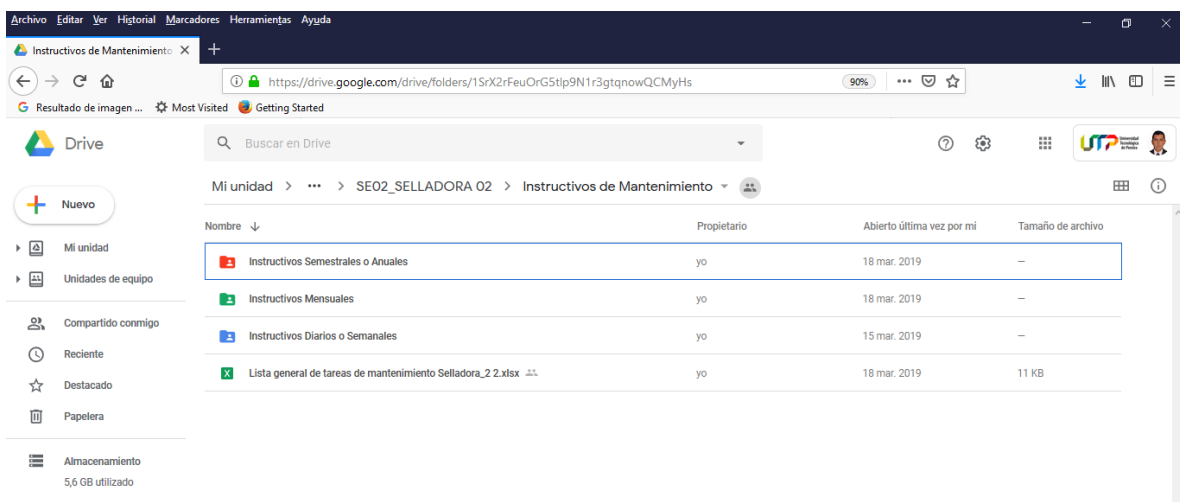 Archivo Editar Ver Historial Marcadores Herramientas Ayuda
Instructivos de Mantenimiento
https://drive.google.com/drive/folders/1SrX2rFeuOrG5tlp9N1r3gtqnowQCMyHs
90%
Resultado de imagen ... Most Visited Getting Started
Drive
Buscar en Drive
UTP Universidad Tecnológica de Pereira
Mi unidad > ... > SE02_SELLADORA 02 > Instructivos de Mantenimiento
Nuevo
Nombre Propietario Abierto última vez por mí Tamaño de archivo
Mi unidad
Unidades de equipo
Compartido conmigo
Reciente
Destacado
Papelera
Almacenamiento
5,6 GB utilizado
Instructivos Semestrales o Anuales yo 18 mar. 2019 —
Instructivos Mensuales yo 18 mar. 2019 —
Instructivos Diarios o Semanales yo 15 mar. 2019 —
Lista general de tareas de mantenimiento Selladora_2 2.xlsx yo 18 mar. 2019 11 KB